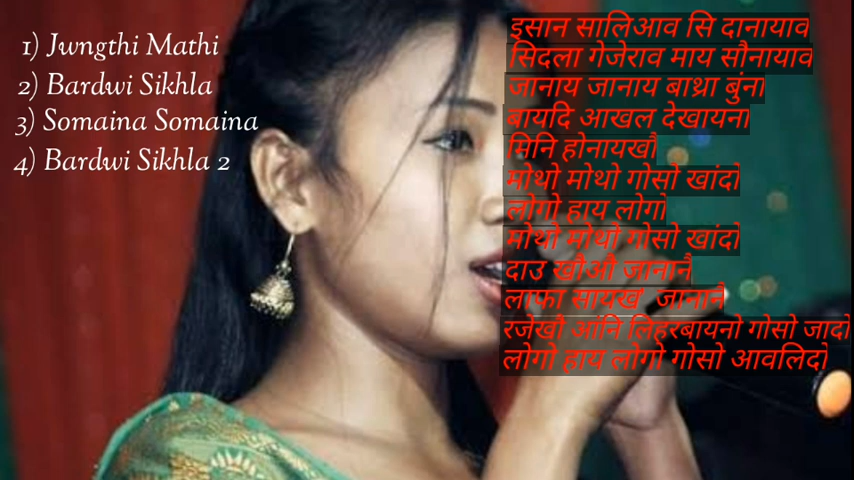 1) Jwngthi Mathi
2) Bardwi Sikhla
3) Somaina Somaina
4) Bardwi Sikhla 2
इसान सालिआव सि दानायाव
सिदला गेजेराव माय सौनायाव
जानाय जानाय बाथ्रा बुंना
बायदि आखल देखायना
मिनि होनायखौ
मोथो मोथो गोसो खांदो
लोगो हाय लोगो
मोथो मोथो गोसो खांदो
दाउ खौऔ जानानै
लाफा सायख' जानानै
रजेखौ आंनि लिहरबायनो गोसो जादो
लोगो हाय लोगो गोसो आवलिदो